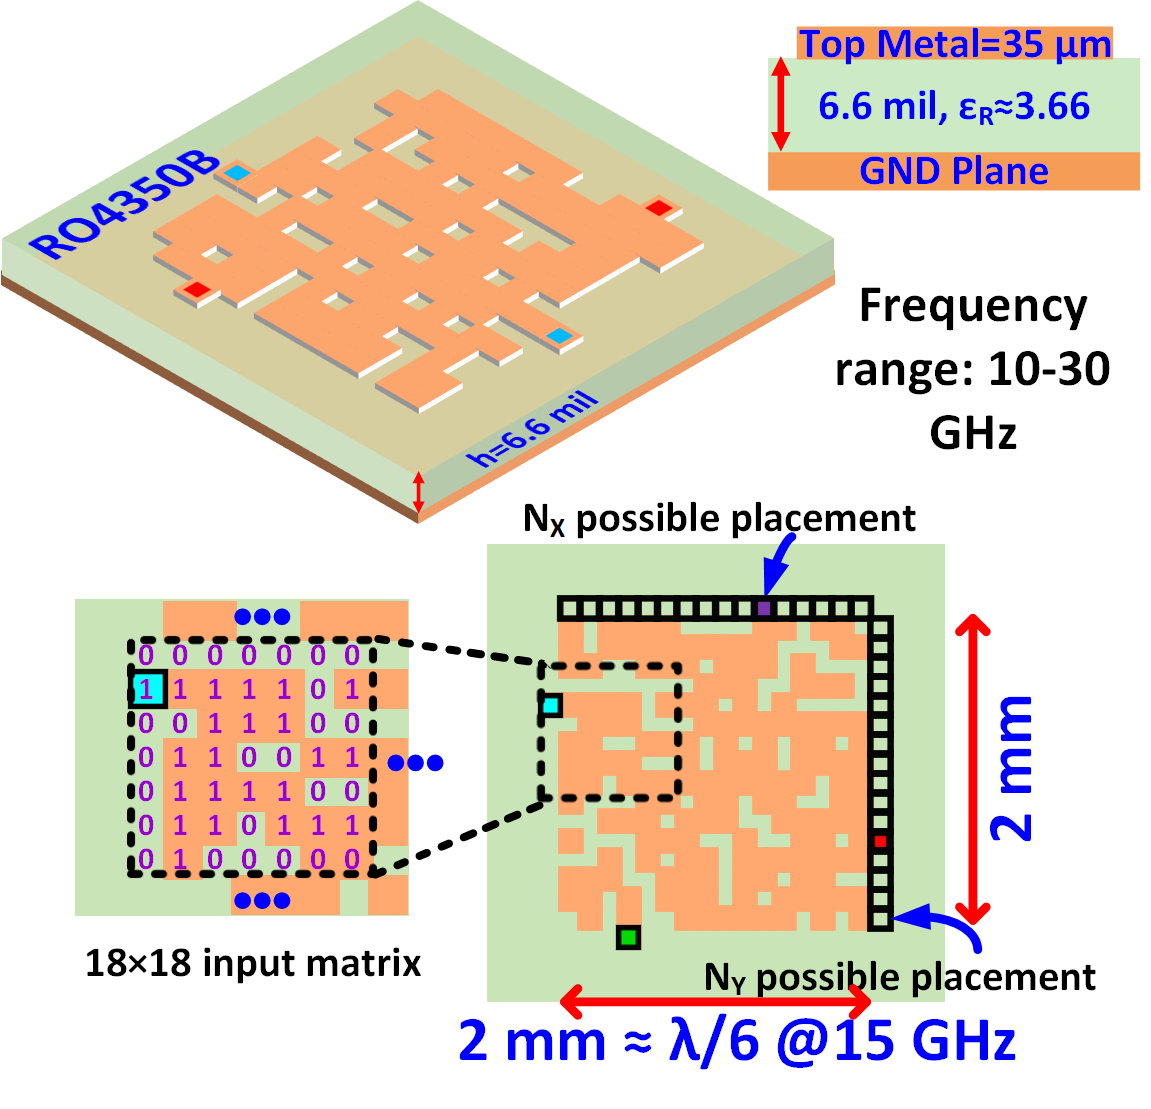 Top Metal=35 µm
6.6 mil, εR≈3.66
GND Plane
RO4350B
h=6.6 mil
Frequency
range: 10-30
GHz
NX possible placement
0 0 0 0 0 0 0
1 1 1 1 1 0 1
0 0 1 1 1 0 0
0 1 1 0 0 1 1
0 1 1 1 1 0 0
0 1 1 0 1 1 1
0 1 0 0 0 0 0
18×18 input matrix
2 mm
NY possible placement
2 mm ≈ λ/6 @15 GHz